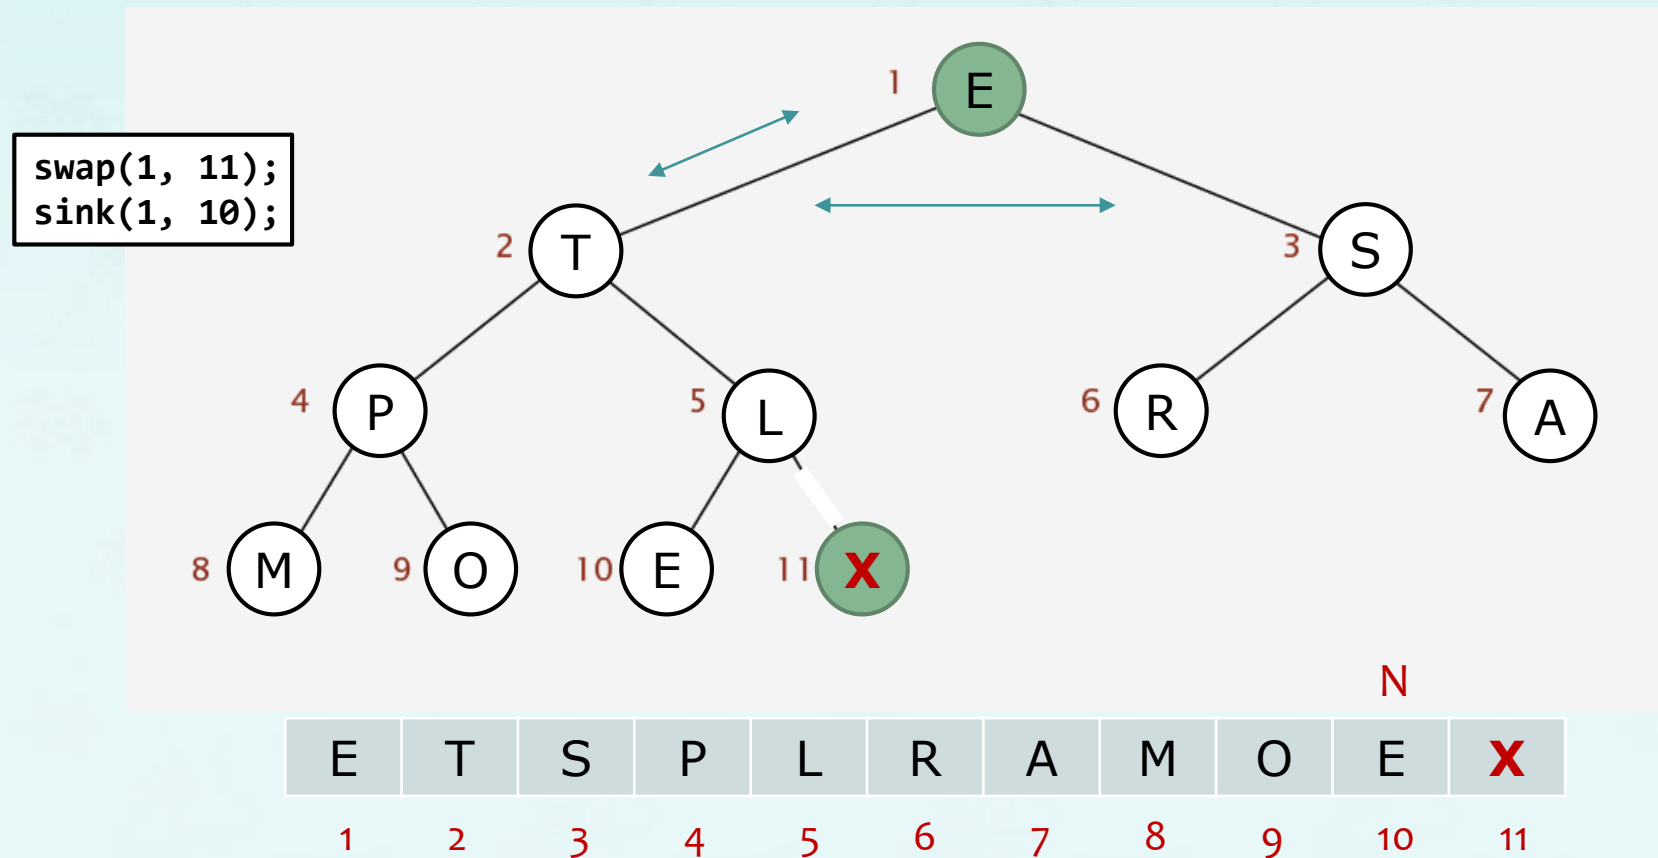 1 E
swap(1, 11);
sink(1, 10);
2 T 3 S
4 P 5 L 6 R 7 A
8 M 9 O 10 E 11 X
N
E T S P L R A M O E X
1 2 3 4 5 6 7 8 9 10 11